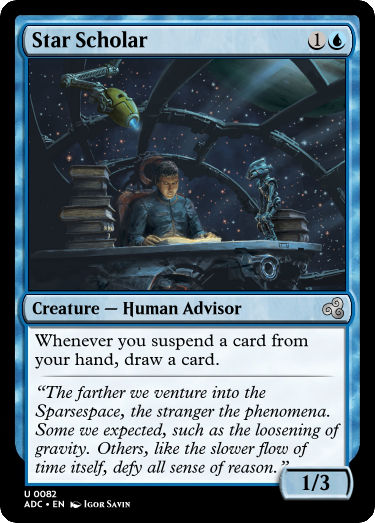 Star Scholar 1
Creature — Human Advisor
Whenever you suspend a card from
your hand, draw a card.
“The farther we venture into the
Sparsespace, the stranger the phenomena.
Some we expected, such as the loosening of
gravity. Others, like the slower flow of
time itself, defy all sense of reason.”
1/3
U 0082
ADC • EN Igor Savin